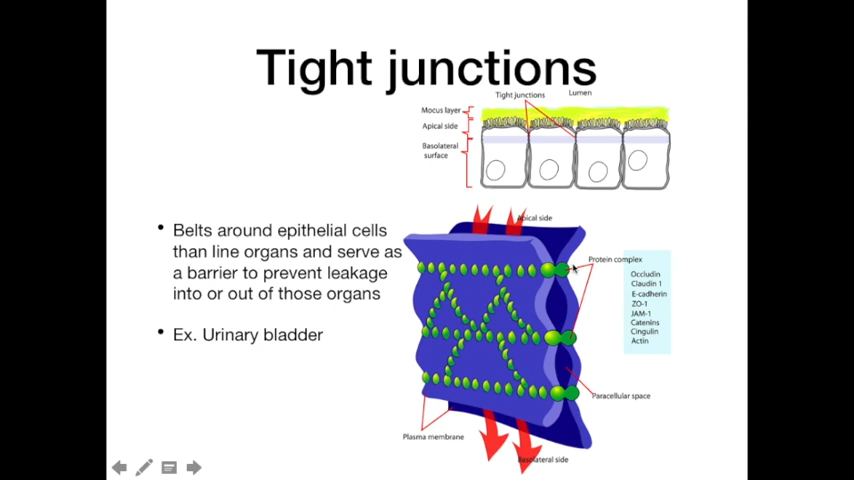 Tight junctions
Tight junctions
Lumen
Mocus layer
Apical side
Basolateral
surface
• Belts around epithelial cells
than line organs and serve as
a barrier to prevent leakage
into or out of those organs
• Ex. Urinary bladder
Apical side
Protein complex
Occludin
Claudin 1
E-cadherin
ZO-1
JAM-1
Catenins
Cingulin
Actin
Paracellular space
Plasma membrane
Basolateral side